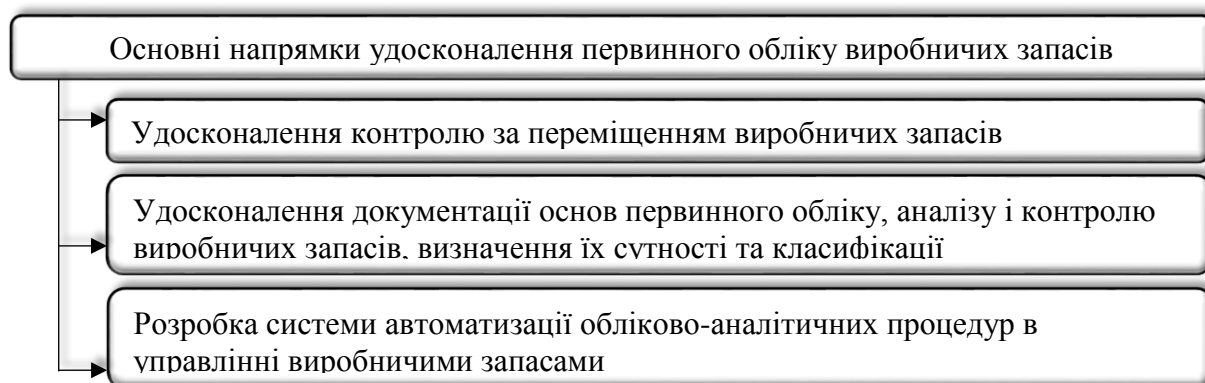 Основні напрямки удосконалення первинного обліку виробничих запасів
Удосконалення контролю за переміщенням виробничих запасів
Удосконалення документації основ первинного обліку, аналізу і контролю
виробничих запасів, визначення їх сутності та класифікації
Розробка системи автоматизації обліково-аналітичних процедур в
управлінні виробничими запасами